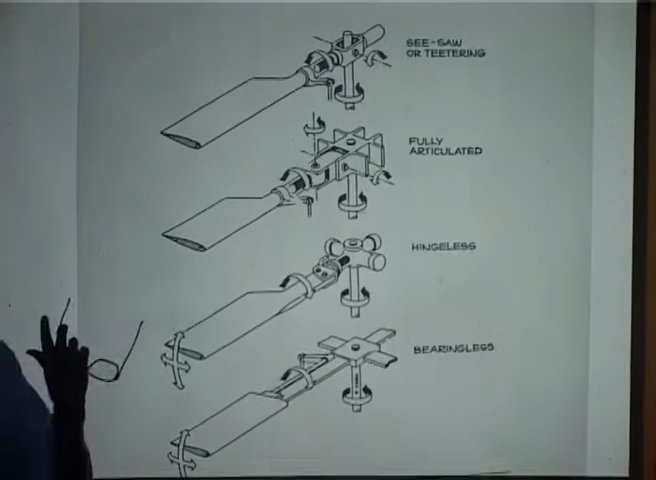 SEE-SAW
OR TEETERING
FULLY
ARTICULATED
HINGELESS
BEARINGLESS